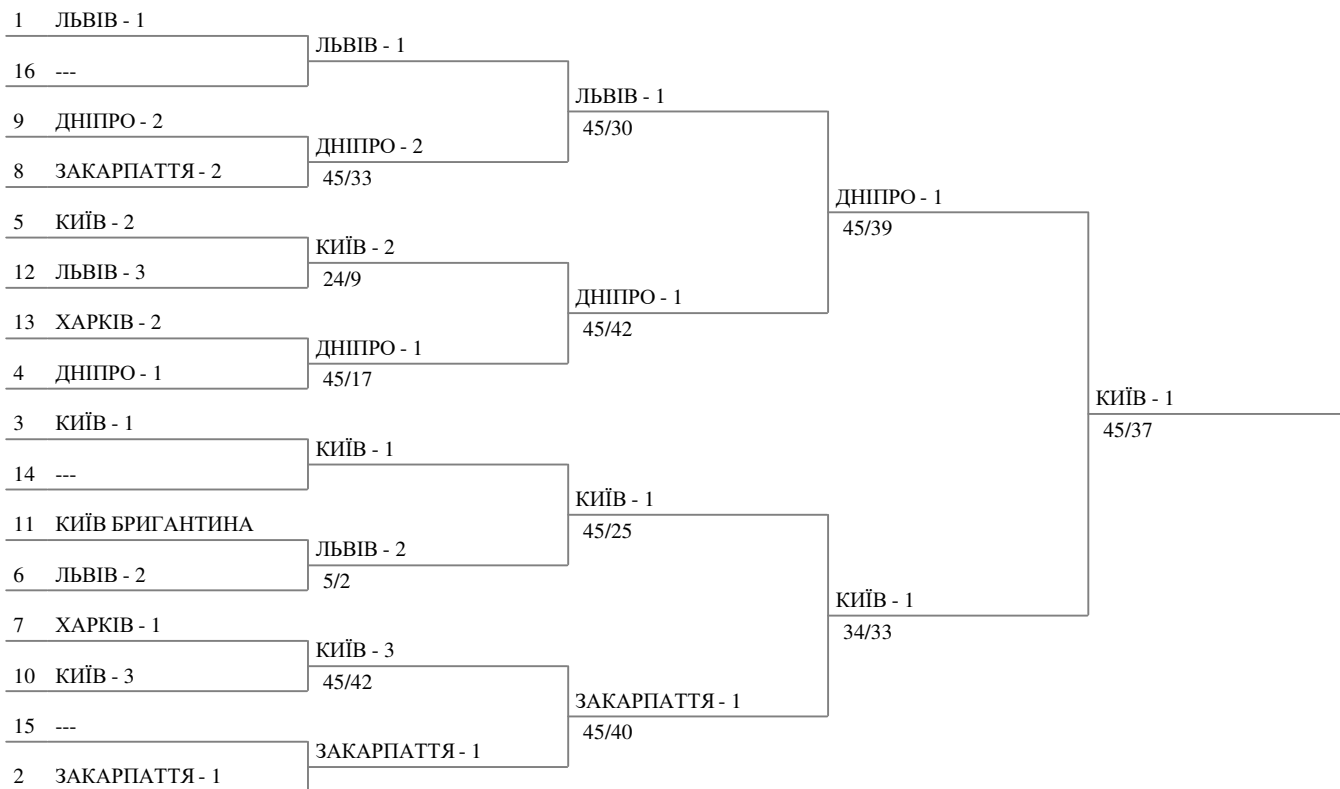 1 ЛЬВІВ - 1
16 ---
9 ДНІПРО - 2
8 ЗАКАРПАТТЯ - 2
5 КИЇВ - 2
12 ЛЬВІВ - 3
13 ХАРКІВ - 2
4 ДНІПРО - 1
3 КИЇВ - 1
14 ---
11 КИЇВ БРИГАНТИНА
6 ЛЬВІВ - 2
7 ХАРКІВ - 1
10 КИЇВ - 3
15 ---
2 ЗАКАРПАТТЯ - 1
ЛЬВІВ - 1
ДНІПРО - 2
45/33
КИЇВ - 2
24/9
ДНІПРО - 1
45/17
КИЇВ - 1
ЛЬВІВ - 2
5/2
КИЇВ - 3
45/42
ЗАКАРПАТТЯ - 1
ЛЬВІВ - 1
45/30
ДНІПРО - 1
45/42
КИЇВ - 1
45/25
ЗАКАРПАТТЯ - 1
45/40
ДНІПРО - 1
45/39
КИЇВ - 1
34/33
КИЇВ - 1
45/37